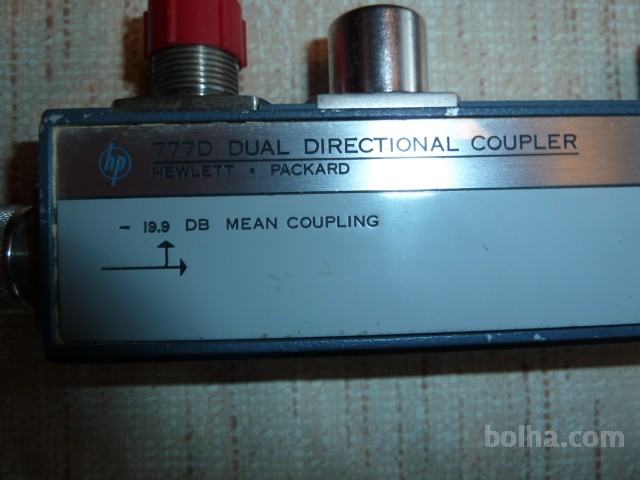 hp 777D DUAL DIRECTIONAL COUPLER
HEWLETT • PACKARD
- 19.9 DB MEAN COUPLING
bolha.com